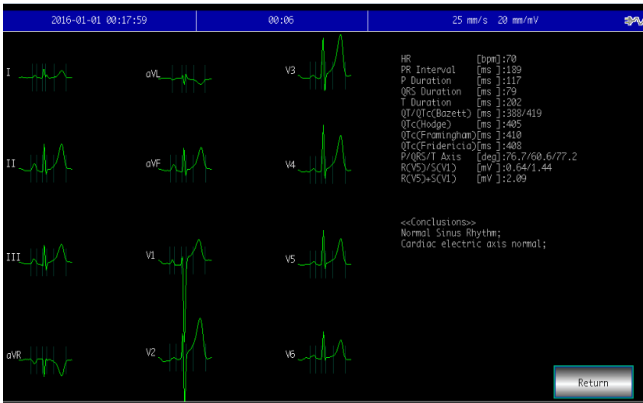 2016-01-01 00:17:59 00:06 25 mm/s 20 mm/mV
I aVL V3
II aVF V4
III V1 V5
aVR V2 V6
HR [bpm]:70
PR Interval [ms ]:189
P Duration [ms ]:117
QRS Duration [ms ]:79
T Duration [ms ]:202
QT/QTc(Bazett) [ms ]:388/419
QTc(Hodge) [ms ]:405
QTc(Framingham)[ms ]:410
QTc(Fridericia)[ms ]:408
P/QRS/T Axis [deg]:76.7/60.6/77.2
R(V5)/S(V1) [mV ]:0.64/1.44
R(V5)+S(V1) [mV ]:2.09
<<Conclusions>>
Normal Sinus Rhythm;
Cardiac electric axis normal;
Return